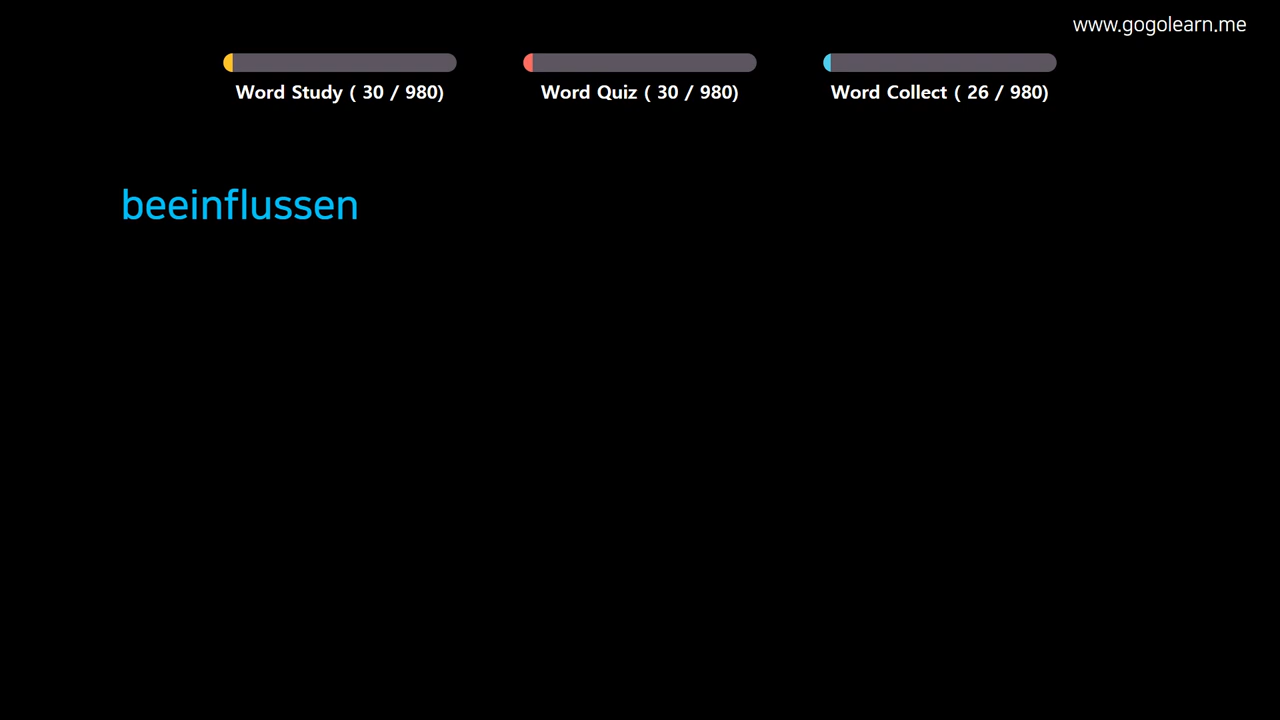 www.gogolearn.me
Word Study ( 30 / 980)
Word Quiz ( 30 / 980)
Word Collect ( 26 / 980)
beeinflussen